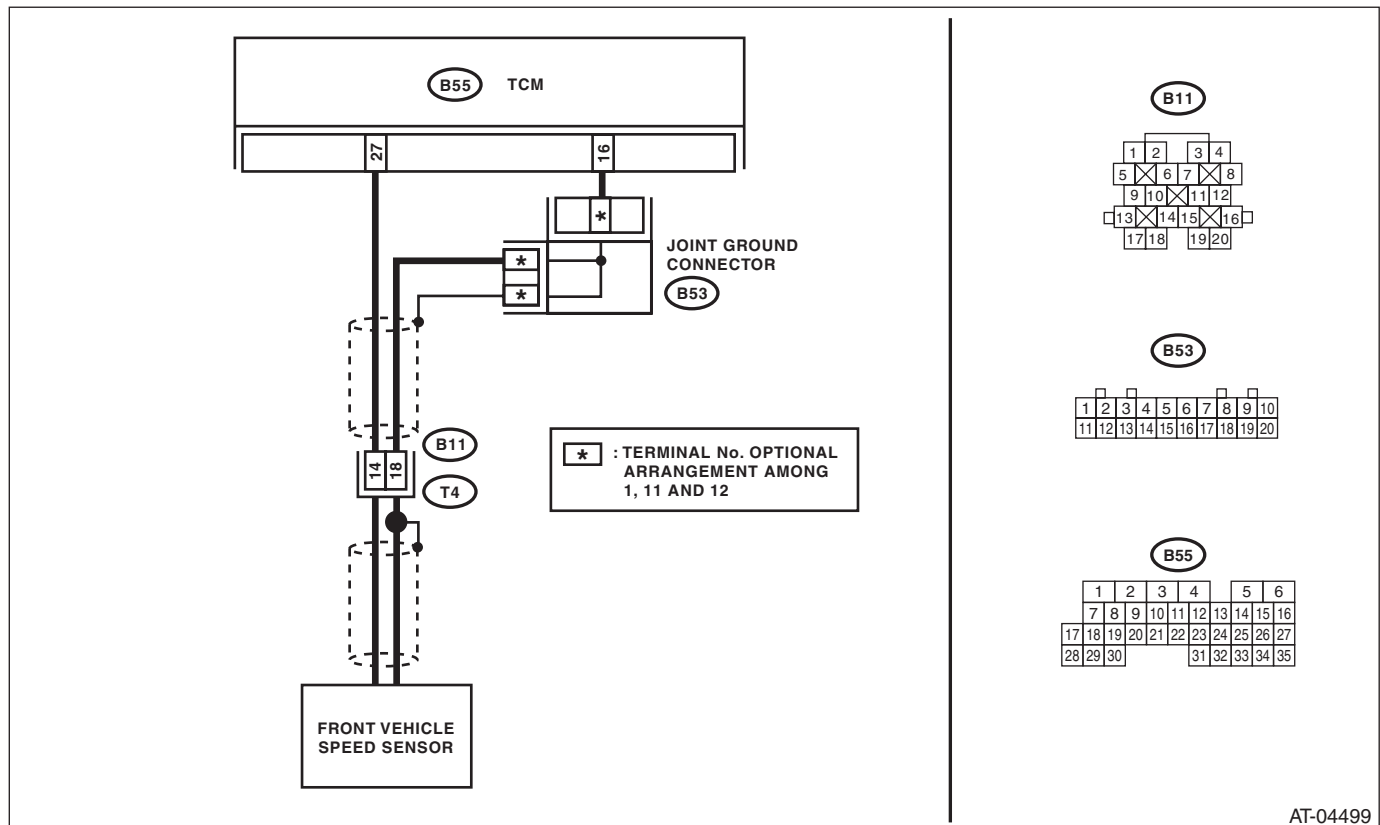 B55 TCM
27 16
*
JOINT GROUND
CONNECTOR
*
*
B53
B11
14 18
T4
* : TERMINAL No. OPTIONAL
ARRANGEMENT AMONG
1, 11 AND 12
FRONT VEHICLE
SPEED SENSOR
B11
1 2 3 4
5 6 7 8
9 10 11 12
13 14 15 16
17 18 19 20
B53
1 2 3 4 5 6 7 8 9 10
11 12 13 14 15 16 17 18 19 20
B55
1 2 3 4 5 6
7 8 9 10 11 12 13 14 15 16
17 18 19 20 21 22 23 24 25 26 27
28 29 30 31 32 33 34 35
AT-04499